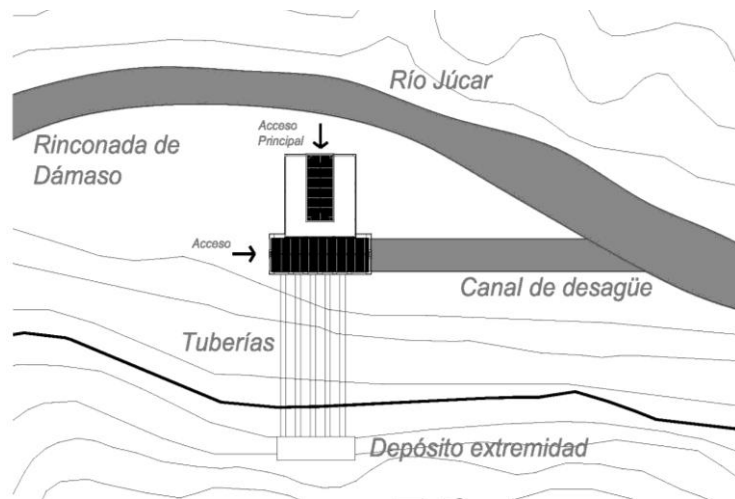 Río Júcar
Acceso
Principal
Rinconada de
Dámaso
Acceso
Canal de desagüe
Tuberías
Depósito extremidad